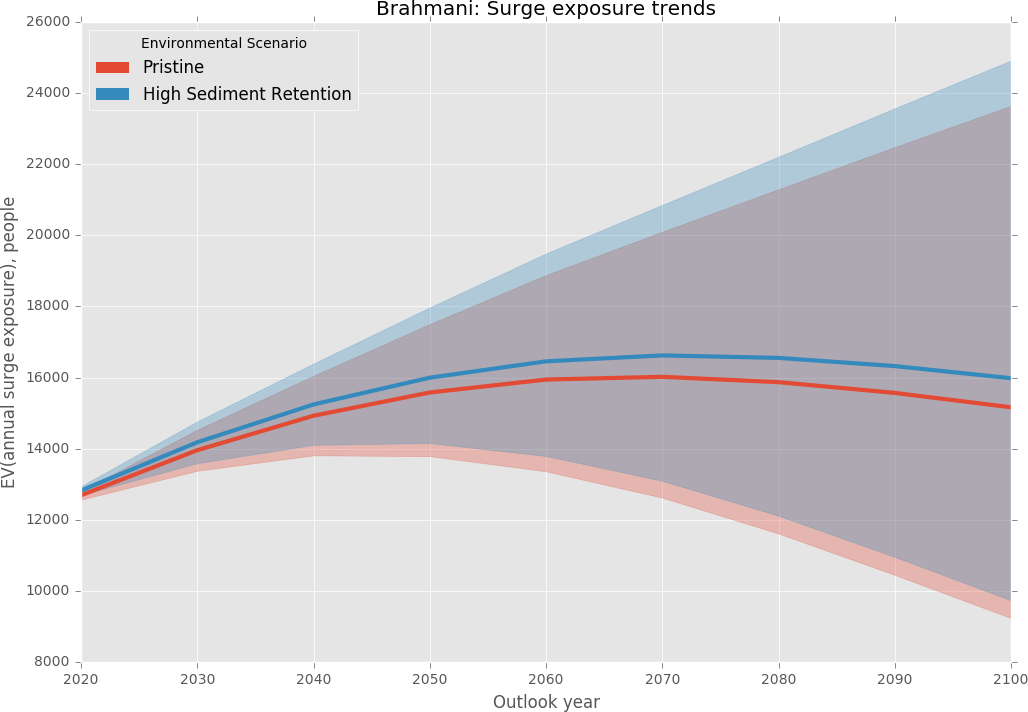 Brahmani: Surge exposure trends
Environmental Scenario
Pristine
High Sediment Retention
EV(annual surge exposure), people
26000
24000
22000
20000
18000
16000
14000
12000
10000
8000
2020 2030 2040 2050 2060 2070 2080 2090 2100
Outlook year